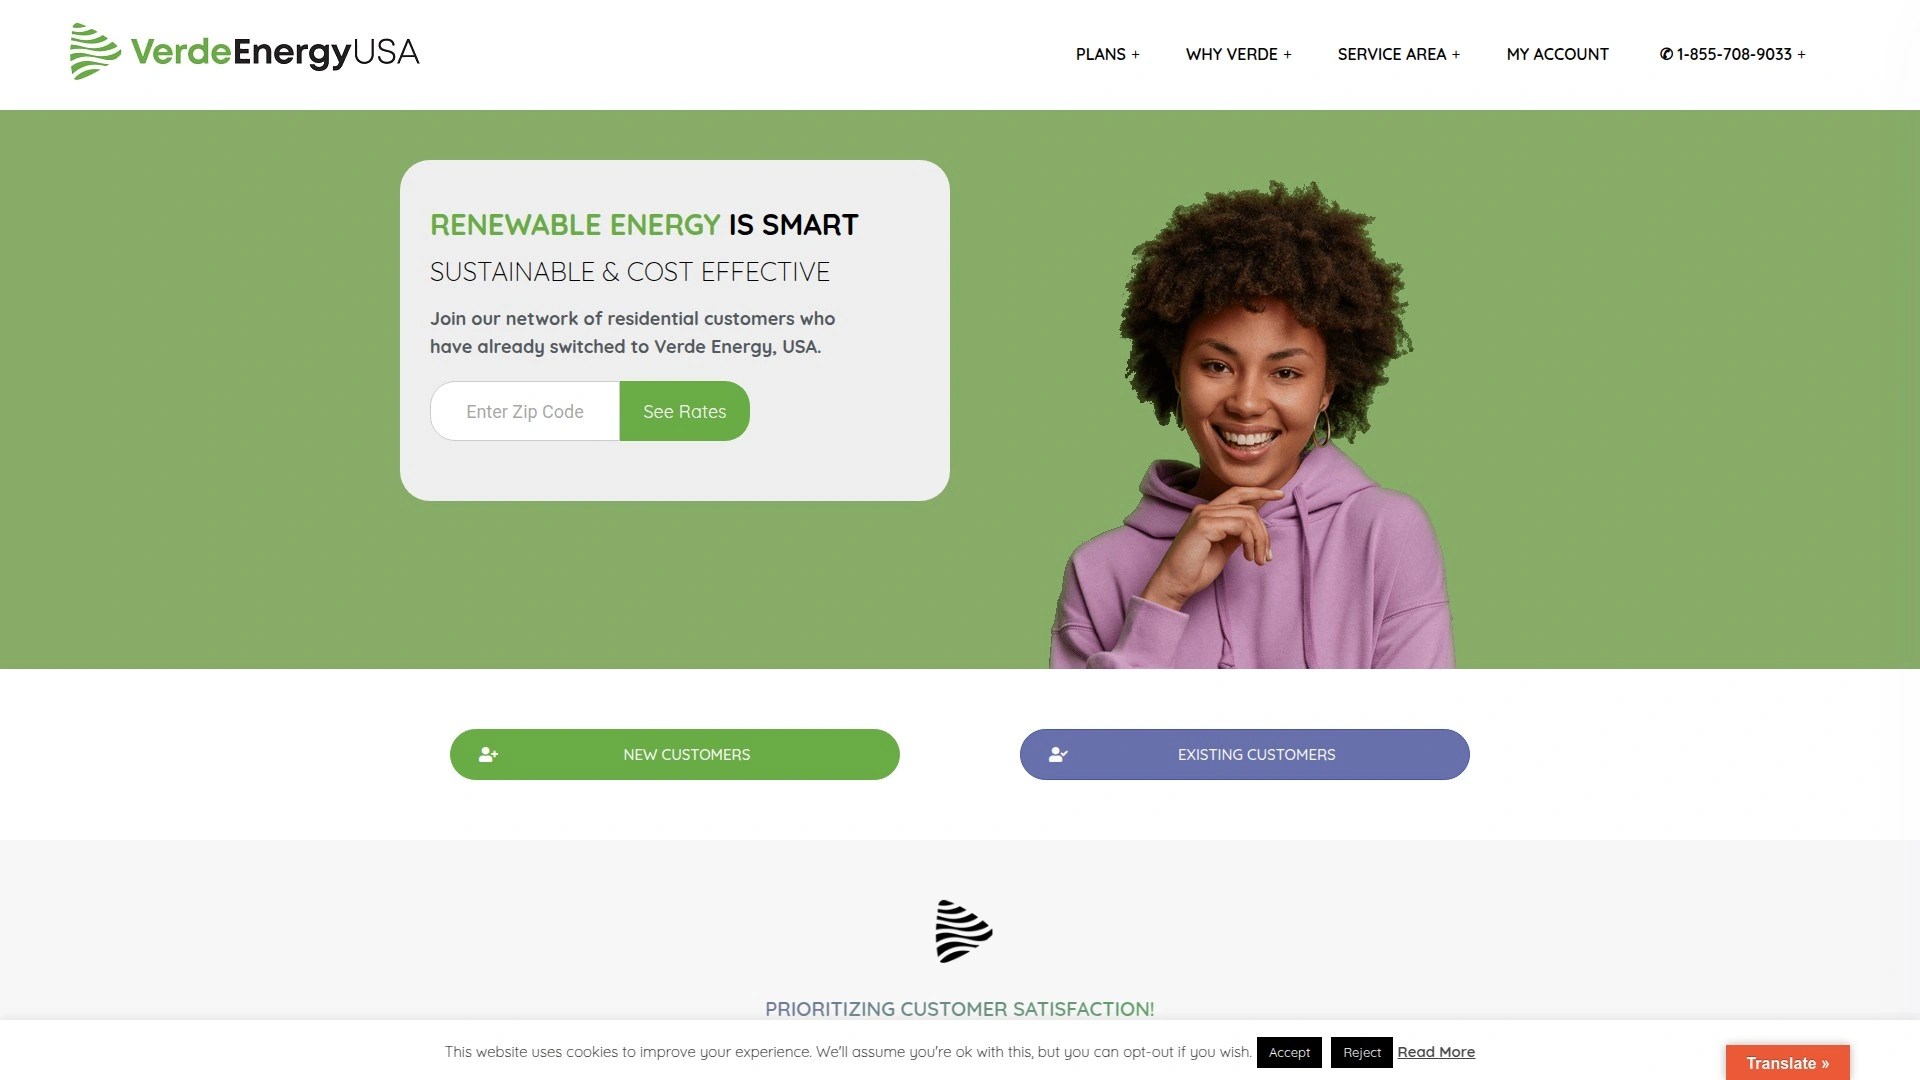 VerdeEnergyUSA
PLANS +
WHY VERDE +
SERVICE AREA +
MY ACCOUNT
✆ 1-855-708-9033 +
RENEWABLE ENERGY IS SMART
SUSTAINABLE & COST EFFECTIVE
Join our network of residential customers who
have already switched to Verde Energy, USA.
Enter Zip Code
See Rates
NEW CUSTOMERS
EXISTING CUSTOMERS
PRIORITIZING CUSTOMER SATISFACTION!
This website uses cookies to improve your experience. We'll assume you're ok with this, but you can opt-out if you wish. Accept Reject Read More
Translate »